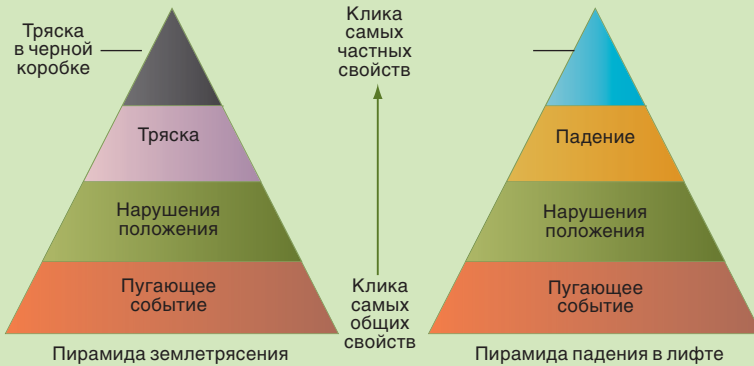 Тряска
в черной
коробке
Тряска
Нарушения
положения
Пугающее
событие
Пирамида землетрясения
Клика
самых
частных
свойств
Клика
самых
общих
свойств
Падение
Нарушения
положения
Пугающее
событие
Пирамида падения в лифте